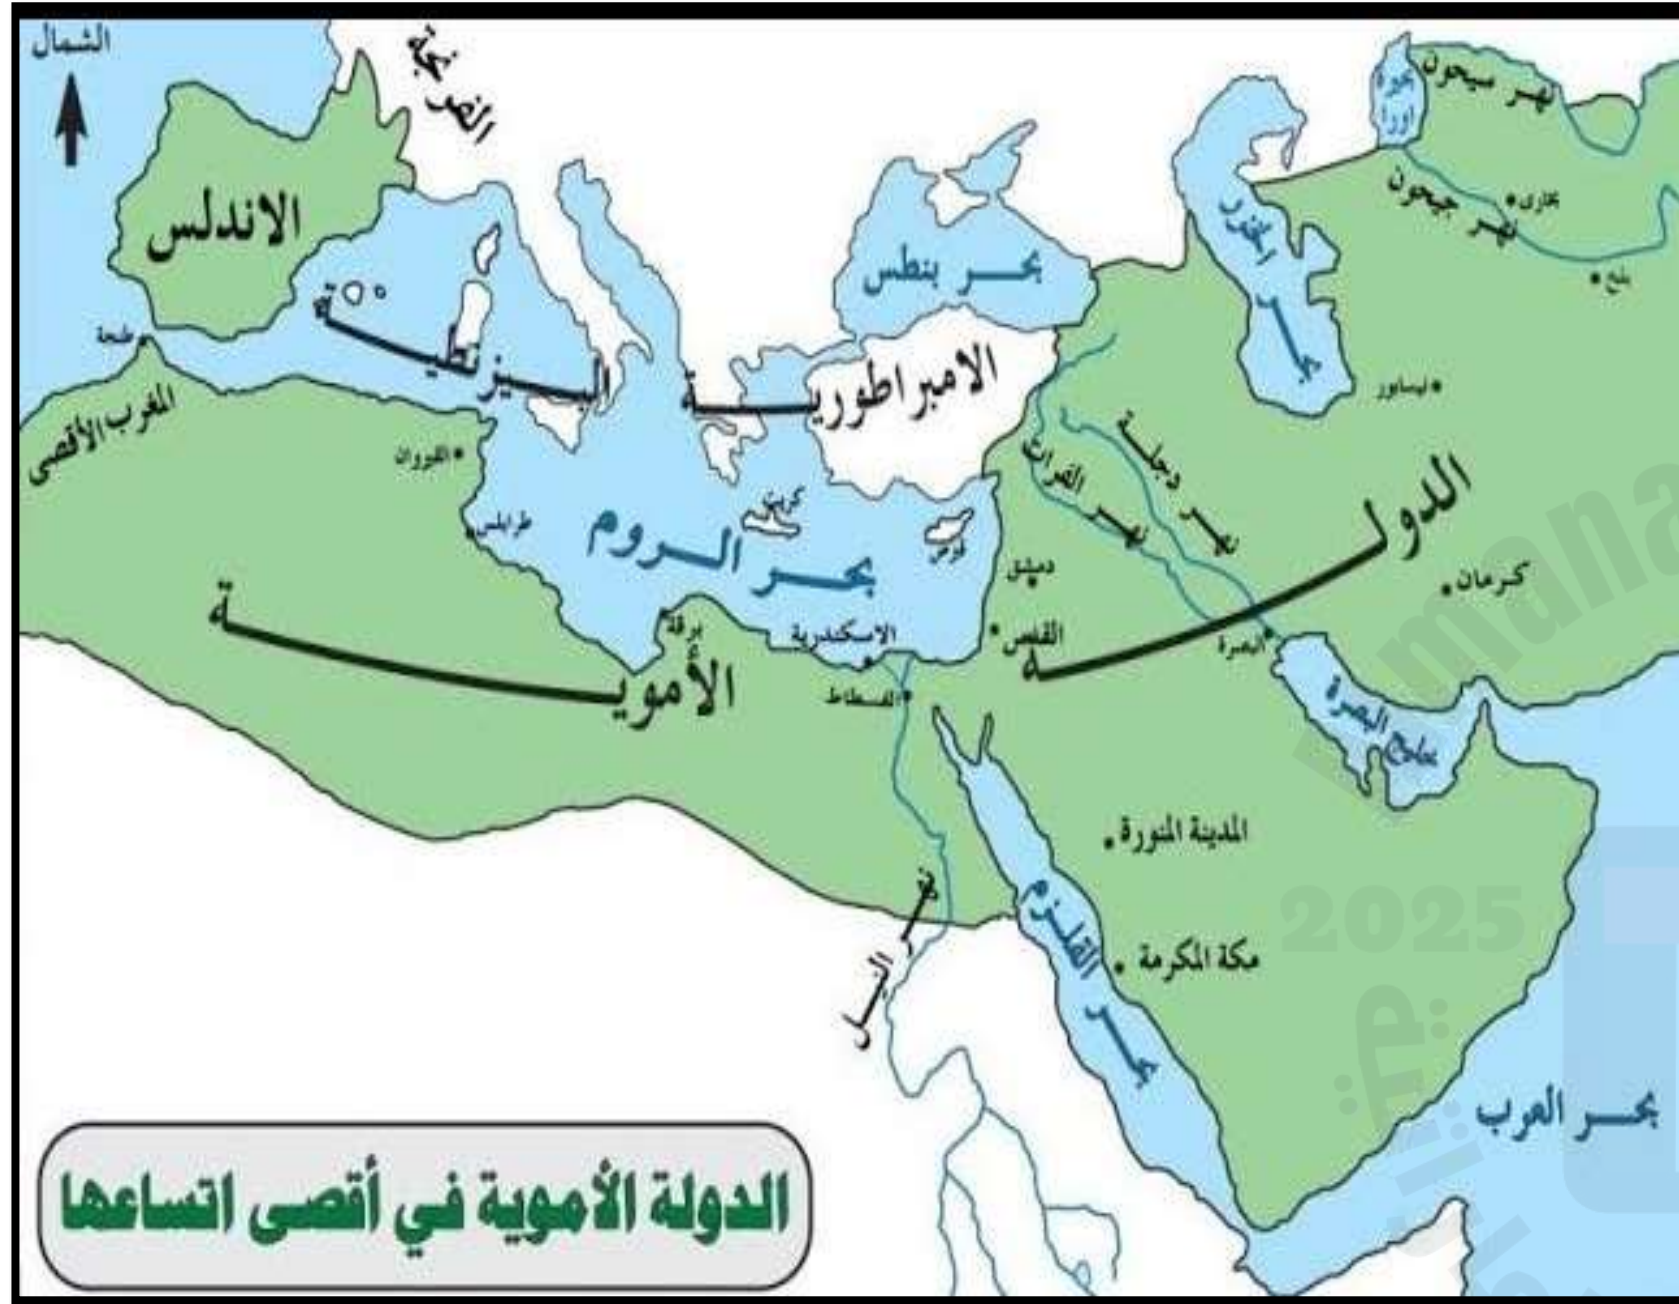 الشمال
الفرنجة
الاندلس
طنجة
المغرب الأقصى
القيروان
طرابلس
برقة
الاسكندرية
الفسطاط
نهر النيل
الامبراطورية
البيزنطية
بحر بنطس
بحر الروم
كريت
قبرص
بحر الخزر
بحيرة
اورا
نهر سيحون
نهر جيحون
بخارى
بلخ
نيسابور
كرمان
نهر دجلة
نهر الفرات
دمشق
القدس
البصرة
خليج البصرة
الدولة
الأموية
المدينة المنورة
مكة المكرمة
بحر القلزم
بحر العرب
2025
الدولة الأموية في أقصى اتساعها